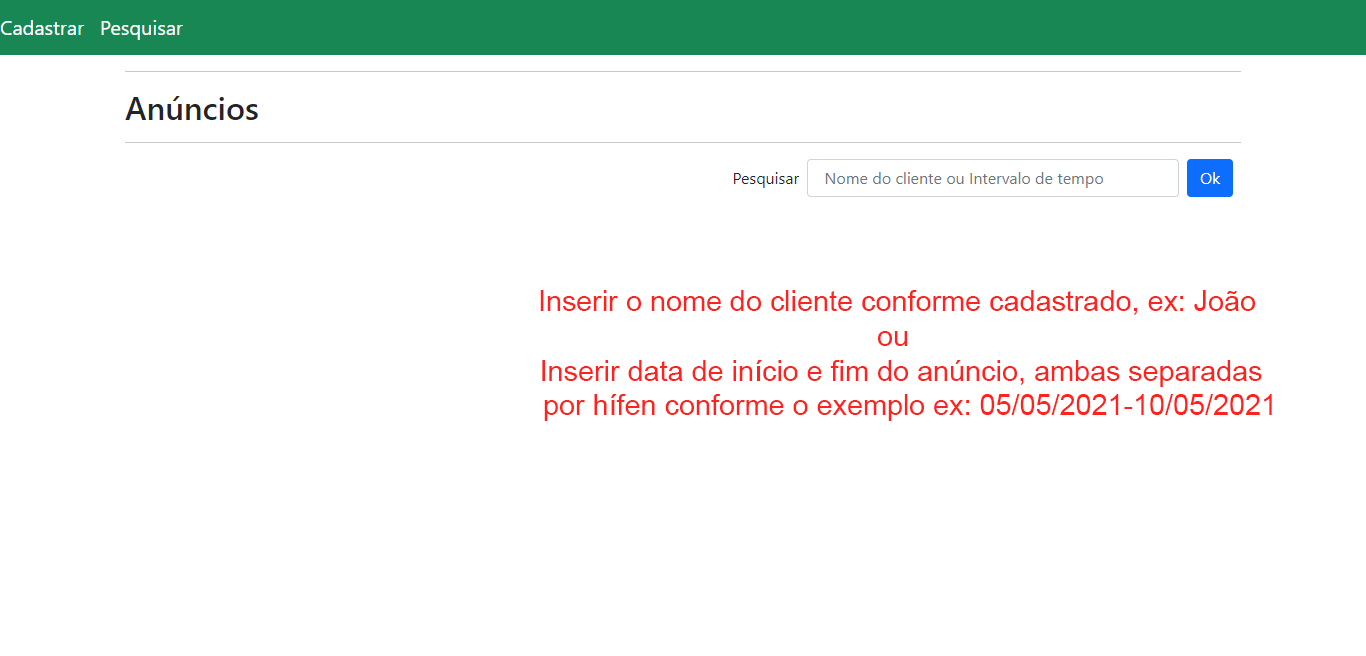 Cadastrar Pesquisar
Anúncios
Pesquisar Nome do cliente ou Intervalo de tempo Ok
Inserir o nome do cliente conforme cadastrado, ex: João
ou
Inserir data de início e fim do anúncio, ambas separadas
por hífen conforme o exemplo ex: 05/05/2021-10/05/2021